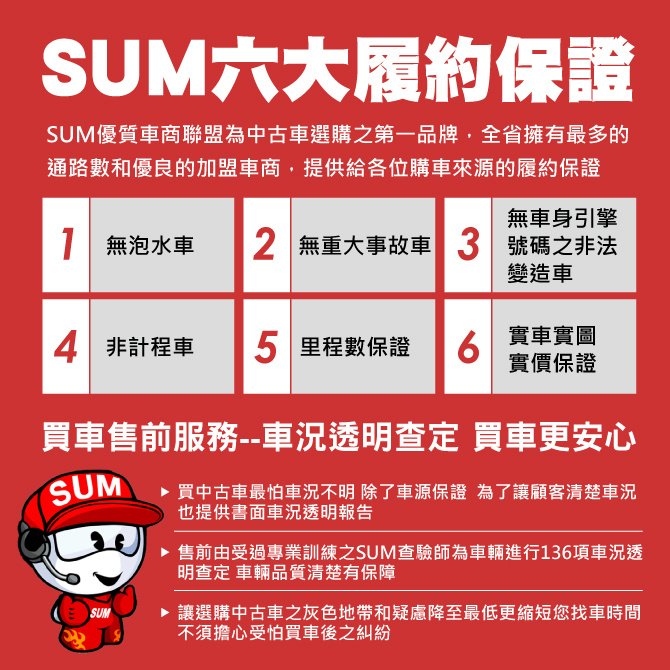 SUM六大履約保證
SUM優質車商聯盟為中古車選購之第一品牌，全省擁有最多的
通路數和優良的加盟車商，提供給各位購車來源的履約保證
1 無泡水車
2 無重大事故車
3 無車身引擎
號碼之非法
變造車
4 非計程車
5 里程數保證
6 實車實圖
實價保證
買車售前服務--車況透明查定 買車更安心
SUM
SUM
▶ 買中古車最怕車況不明 除了車源保證 為了讓顧客清楚車況
也提供書面車況透明報告
▶ 售前由受過專業訓練之SUM查驗師為車輛進行136項車況透
明查定 車輛品質清楚有保障
▶ 讓選購中古車之灰色地帶和疑慮降至最低更縮短您找車時間
不須擔心受怕買車後之糾紛